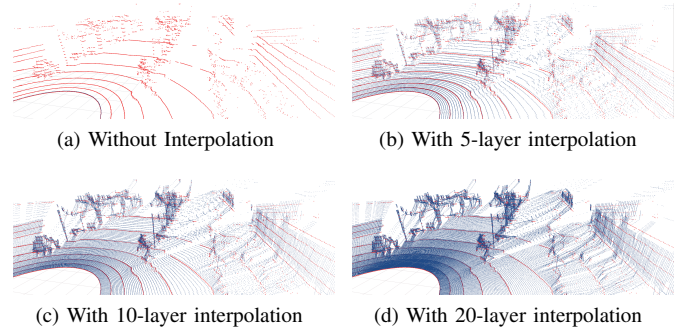 (a) Without Interpolation
(b) With 5-layer interpolation
(c) With 10-layer interpolation
(d) With 20-layer interpolation